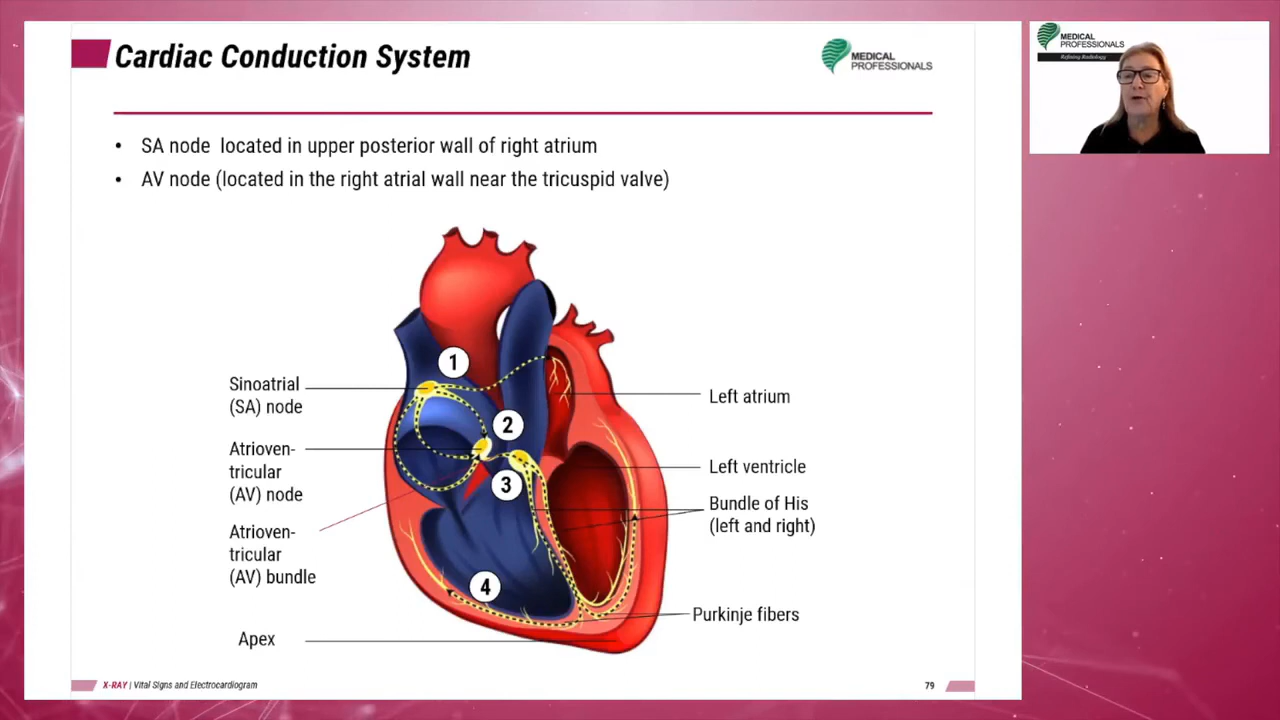 Cardiac Conduction System
MEDICAL
PROFESSIONALS
MEDICAL
PROFESSIONALS
Refining Radiology
• SA node located in upper posterior wall of right atrium
• AV node (located in the right atrial wall near the tricuspid valve)
1
2
3
4
Sinoatrial
(SA) node
Atrioven-
tricular
(AV) node
Atrioven-
tricular
(AV) bundle
Apex
Left atrium
Left ventricle
Bundle of His
(left and right)
Purkinje fibers
X-RAY | Vital Signs and Electrocardiogram
79